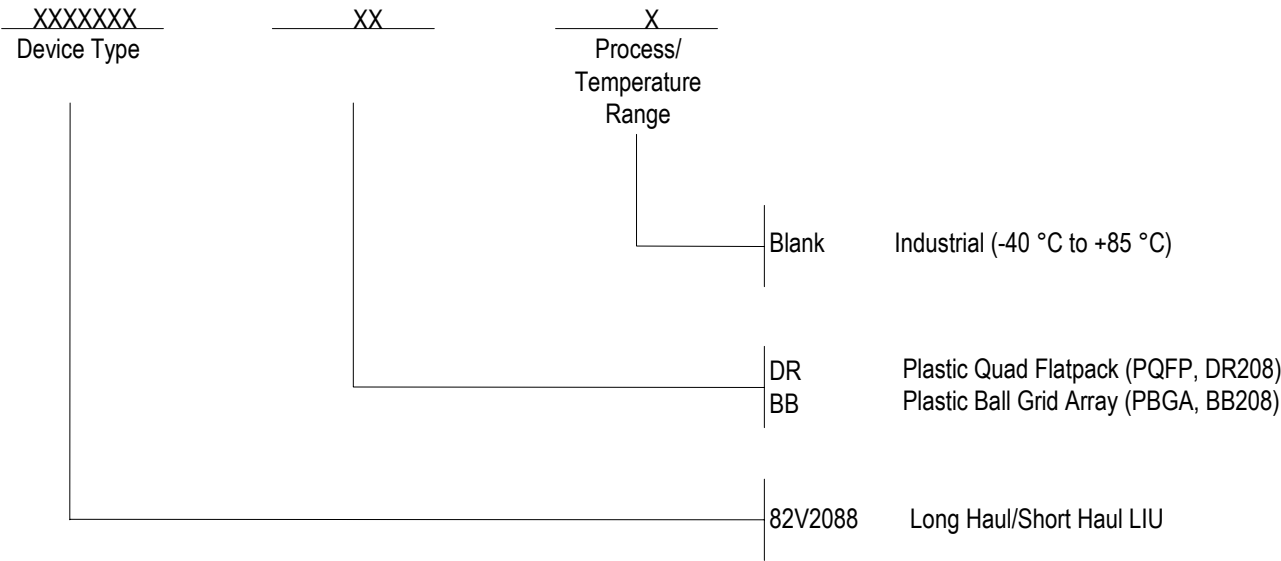 XXXXXXX XX X
Device Type Process/
Temperature
Range
Blank Industrial (-40 °C to +85 °C)
DR Plastic Quad Flatpack (PQFP, DR208)
BB Plastic Ball Grid Array (PBGA, BB208)
82V2088 Long Haul/Short Haul LIU